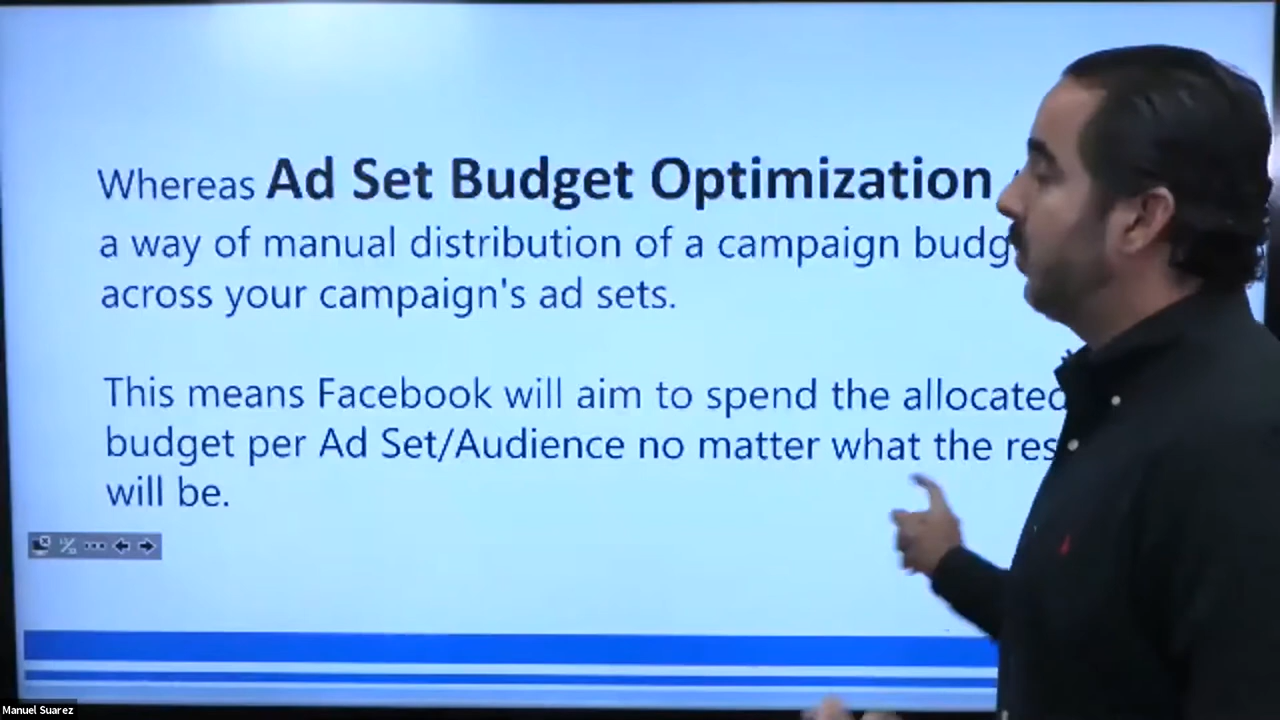 Whereas Ad Set Budget Optimization
a way of manual distribution of a campaign
across your campaign's ad sets.
This means Facebook will aim to spend the allocated
budget per Ad Set/Audience no matter what the
will be.
Manuel Suarez